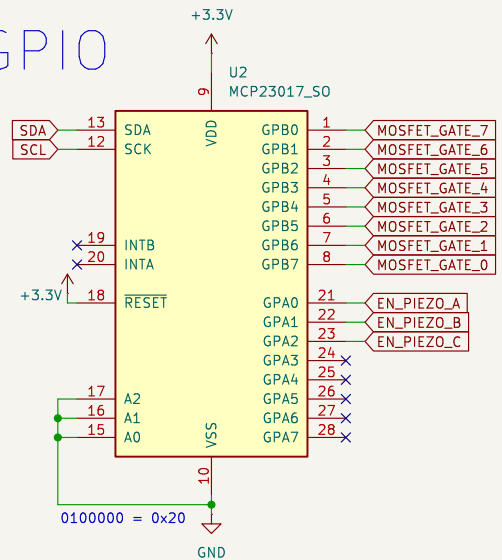 GPIO
+3.3V
U2
MCP23017_SO
9
VDD
SDA 13 SDA
SCL 12 SCK
19 INTB
20 INTA
+3.3V
18 RESET
17 A2
16 A1
15 A0
GPB0 1 MOSFET_GATE_7
GPB1 2 MOSFET_GATE_6
GPB2 3 MOSFET_GATE_5
GPB3 4 MOSFET_GATE_4
GPB4 5 MOSFET_GATE_3
GPB5 6 MOSFET_GATE_2
GPB6 7 MOSFET_GATE_1
GPB7 8 MOSFET_GATE_0
GPA0 21 EN_PIEZO_A
GPA1 22 EN_PIEZO_B
GPA2 23 EN_PIEZO_C
GPA3 24
GPA4 25
GPA5 26
GPA6 27
GPA7 28
VSS
10
0100000 = 0x20
GND